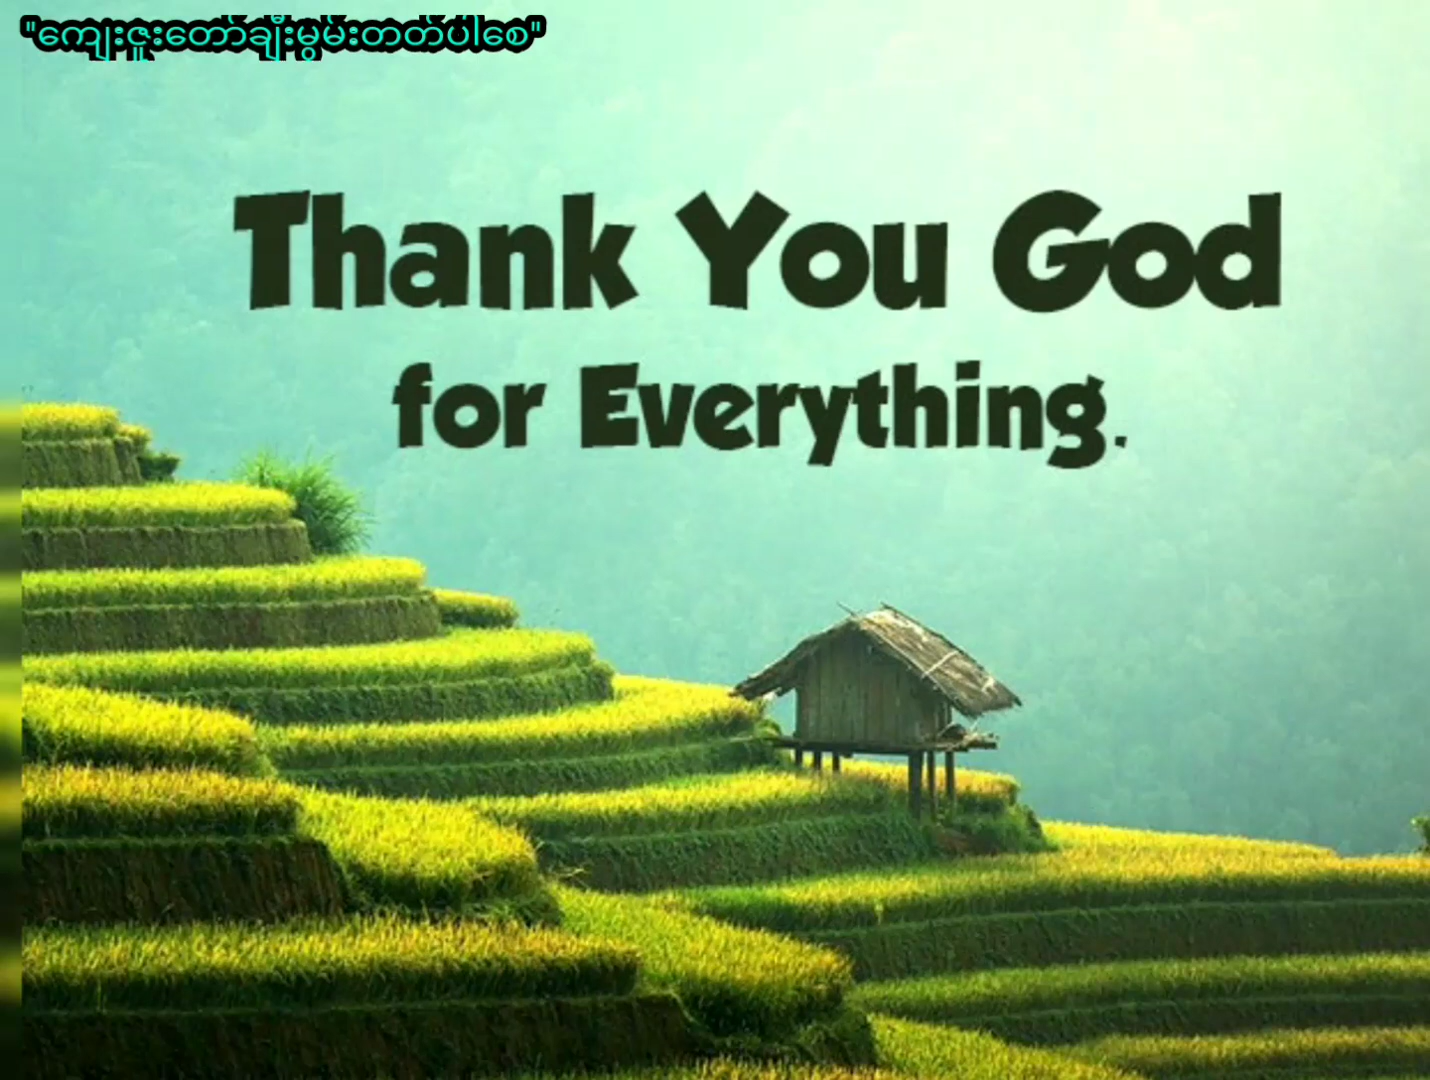 "ကျေးဇူးတော်ချီးမွမ်းတတ်ပါစေ"
Thank You God
for Everything.